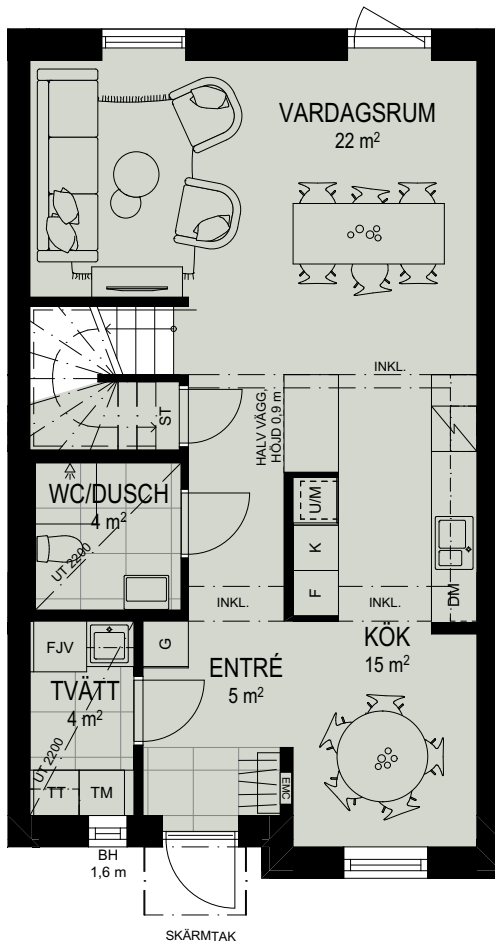 VARDAGSRUM
22 m²
INKL.
HALV VÄGG.
HÖJD 0,9 m
ST
WC/DUSCH
4 m²
UT 2200
U/M
K
F
DM
INKL.
INKL.
FJV
G
TVÄTT
4 m²
UT 2200
TT
TM
ENTRÉ
5 m²
KÖK
15 m²
EMC
BH
1,6 m
SKÄRMTAK